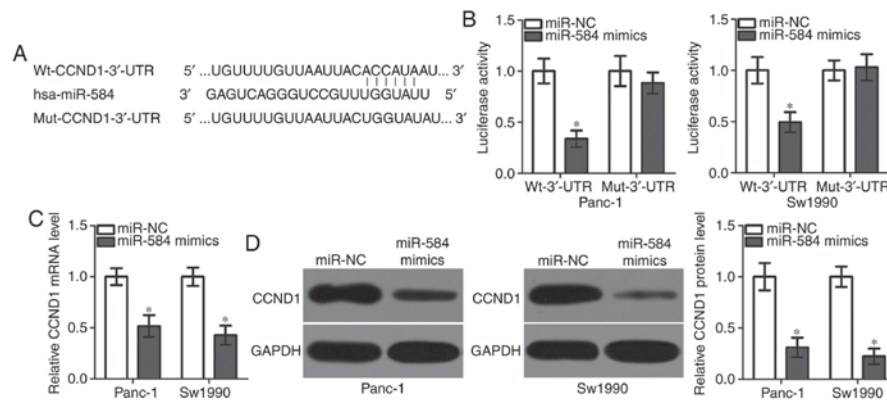 A
Wt-CCND1-3′-UTR 5′ ...UGUUUUGUUAAUUACACCAUAAU... 3′
hsa-miR-584 3′ GAGUCAGGGUCCGUUUGGUAUU 5′
Mut-CCND1-3′-UTR 5′ ...UGUUUUGUUAAUUACUGGUAUAU... 3′
B
miR-NC
miR-584 mimics
Luciferase activity
1.5
1.0
0.5
0.0
*
Wt-3′-UTR Mut-3′-UTR
Panc-1
miR-NC
miR-584 mimics
Luciferase activity
1.5
1.0
0.5
0.0
*
Wt-3′-UTR Mut-3′-UTR
Sw1990
C
miR-NC
miR-584 mimics
Relative CCND1 mRNA level
1.5
1.0
0.5
0.0
*
*
Panc-1 Sw1990
D
miR-NC
miR-584
mimics
CCND1
GAPDH
Panc-1
miR-NC
miR-584
mimics
CCND1
GAPDH
Sw1990
miR-NC
miR-584 mimics
Relative CCND1 protein level
1.5
1.0
0.5
0.0
*
*
Panc-1 Sw1990